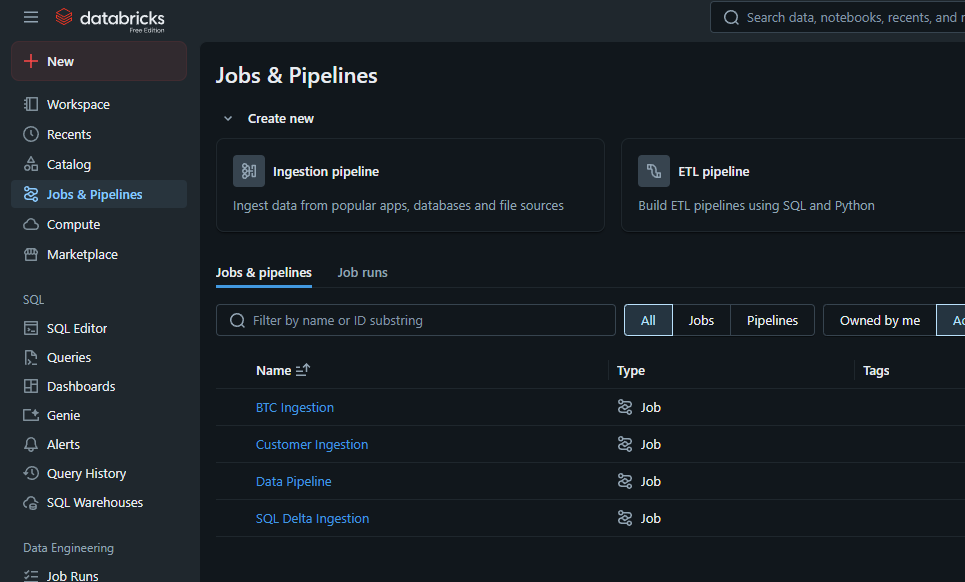 databricks
Free Edition
Search data, notebooks, recents, and
New
Workspace
Recents
Catalog
Jobs & Pipelines
Compute
Marketplace
SQL
SQL Editor
Queries
Dashboards
Genie
Alerts
Query History
SQL Warehouses
Data Engineering
Job Runs
Jobs & Pipelines
Create new
Ingestion pipeline
Ingest data from popular apps, databases and file sources
ETL pipeline
Build ETL pipelines using SQL and Python
Jobs & pipelines Job runs
Filter by name or ID substring All Jobs Pipelines Owned by me
Name Type Tags
BTC Ingestion Job
Customer Ingestion Job
Data Pipeline Job
SQL Delta Ingestion Job